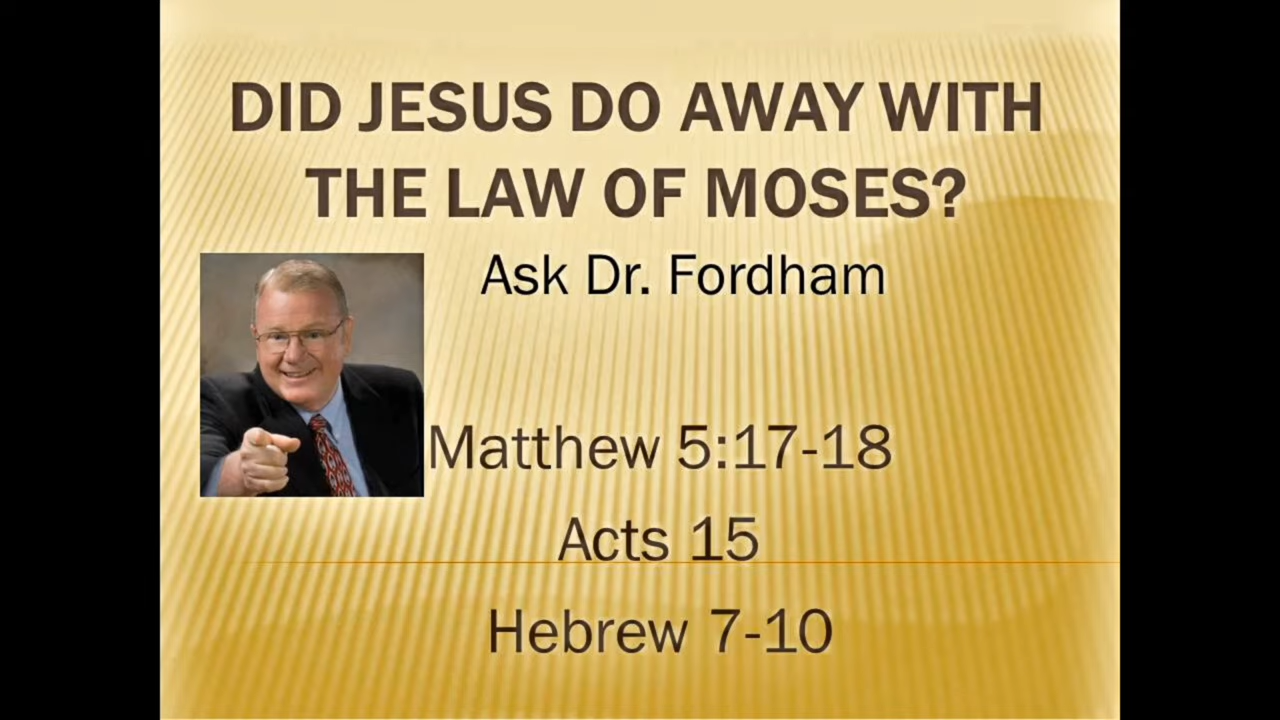 DID JESUS DO AWAY WITH
THE LAW OF MOSES?
Ask Dr. Fordham
Matthew 5:17-18
Acts 15
Hebrew 7-10